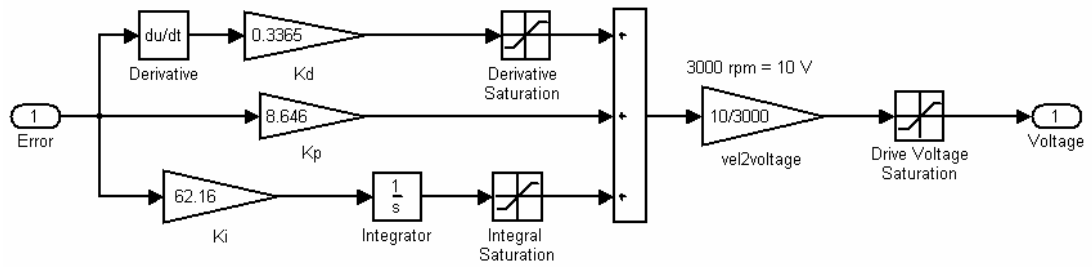 du/dt
Derivative
0.3365
Kd
Derivative
Saturation
3000 rpm = 10 V
1
Error
8.646
Kp
+
+
+
10/3000
vel2voltage
Drive Voltage
Saturation
1
Voltage
62.16
Ki
1
s
Integrator
Integral
Saturation